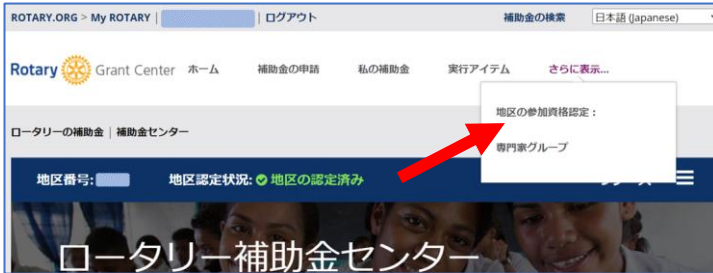 ROTARY.ORG > My ROTARY | | ログアウト 補助金の検索 日本語 (Japanese)
Rotary Grant Center ホーム 補助金の申請 私の補助金 実行アイテム さらに表示...
地区の参加資格認定：
ロータリーの補助金 | 補助金センター
専門家グループ
地区番号: 地区認定状況: 地区の認定済み
ロータリー補助金センター